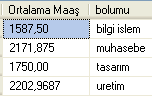 Ortalama Maaş bolumu
1587,50 bilgi islem
2171,875 muhasebe
1750,00 tasarım
2202,9687 uretim